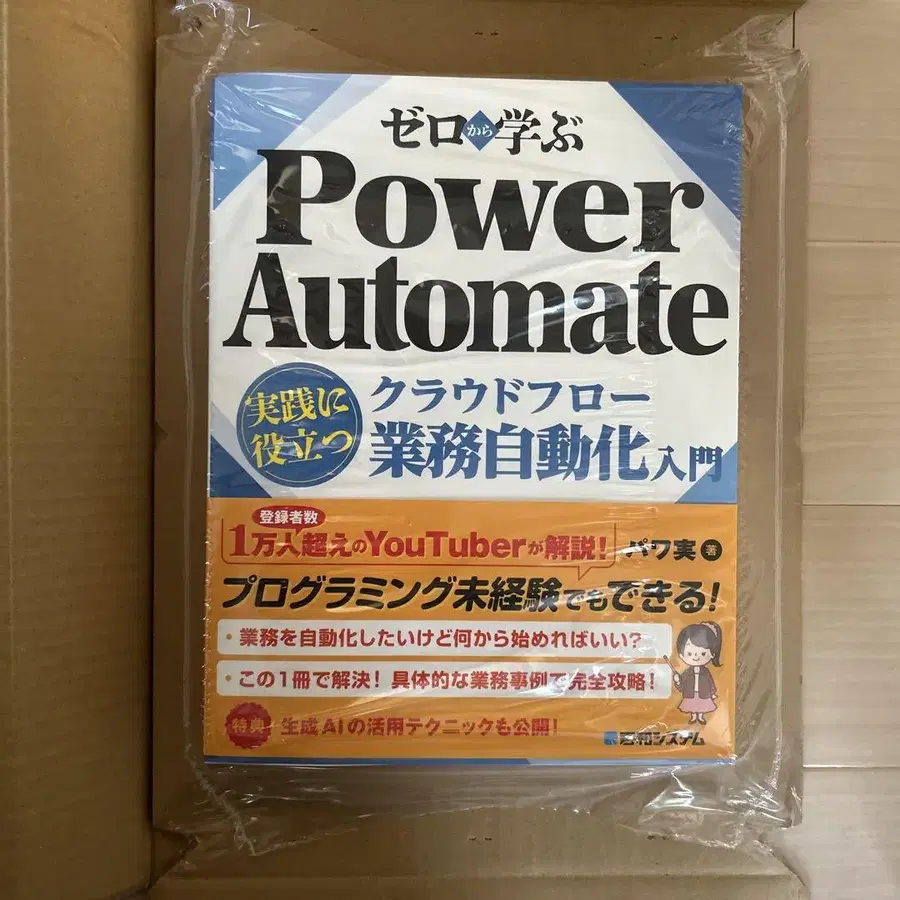 ゼロから学ぶ
Power
Automate
実践に
役立つ
クラウドフロー
業務自動化入門
登録者数
1万人超えのYouTuberが解説!
パワ実 著
プログラミング未経験でもできる!
・業務を自動化したいけど何から始めればいい?
・この1冊で解決! 具体的な業務事例で完全攻略!
特典 生成AIの活用テクニックも公開!
秀和システム